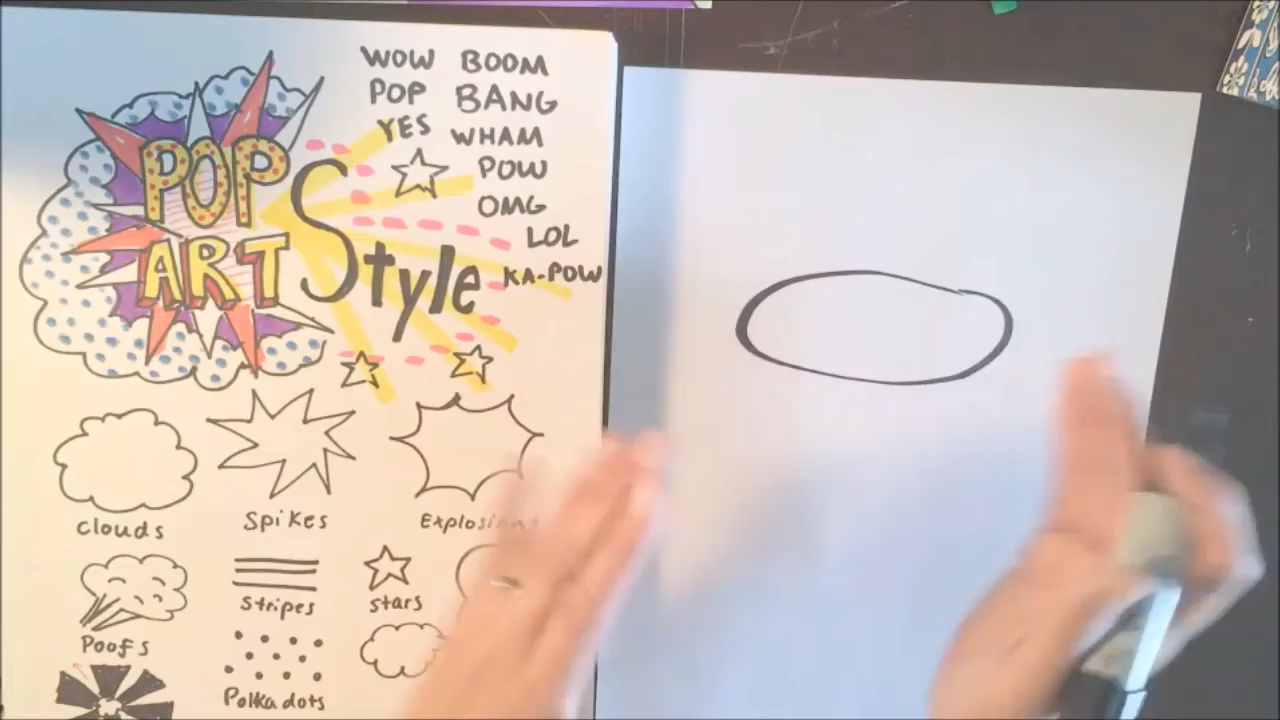 POP
ART
Style
WOW BOOM
POP BANG
YES WHAM
POW
OMG
LOL
KA-POW
Clouds
Spikes
Poofs
Stripes
Stars
Polka dots